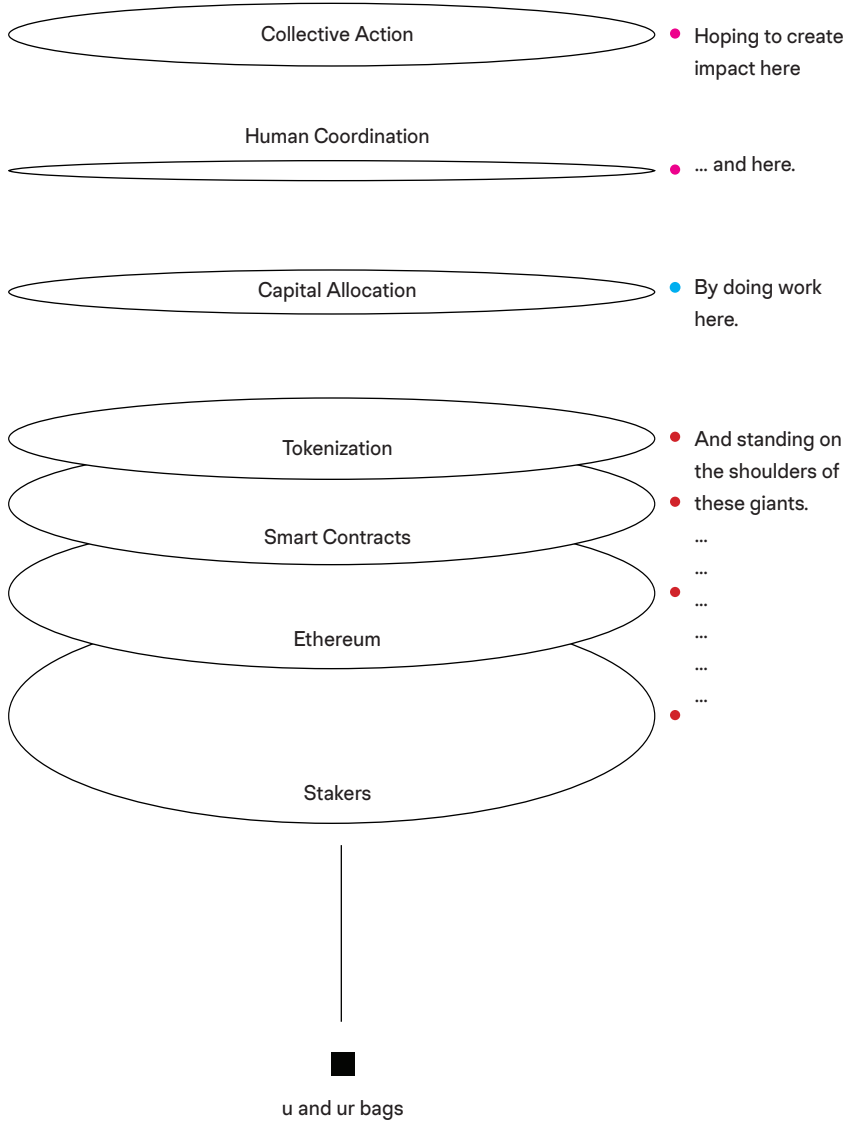 Collective Action
Hoping to create
impact here
Human Coordination
... and here.
Capital Allocation
By doing work
here.
Tokenization
And standing on
the shoulders of
these giants.
Smart Contracts
...
...
...
Ethereum
...
...
...
Stakers
u and ur bags